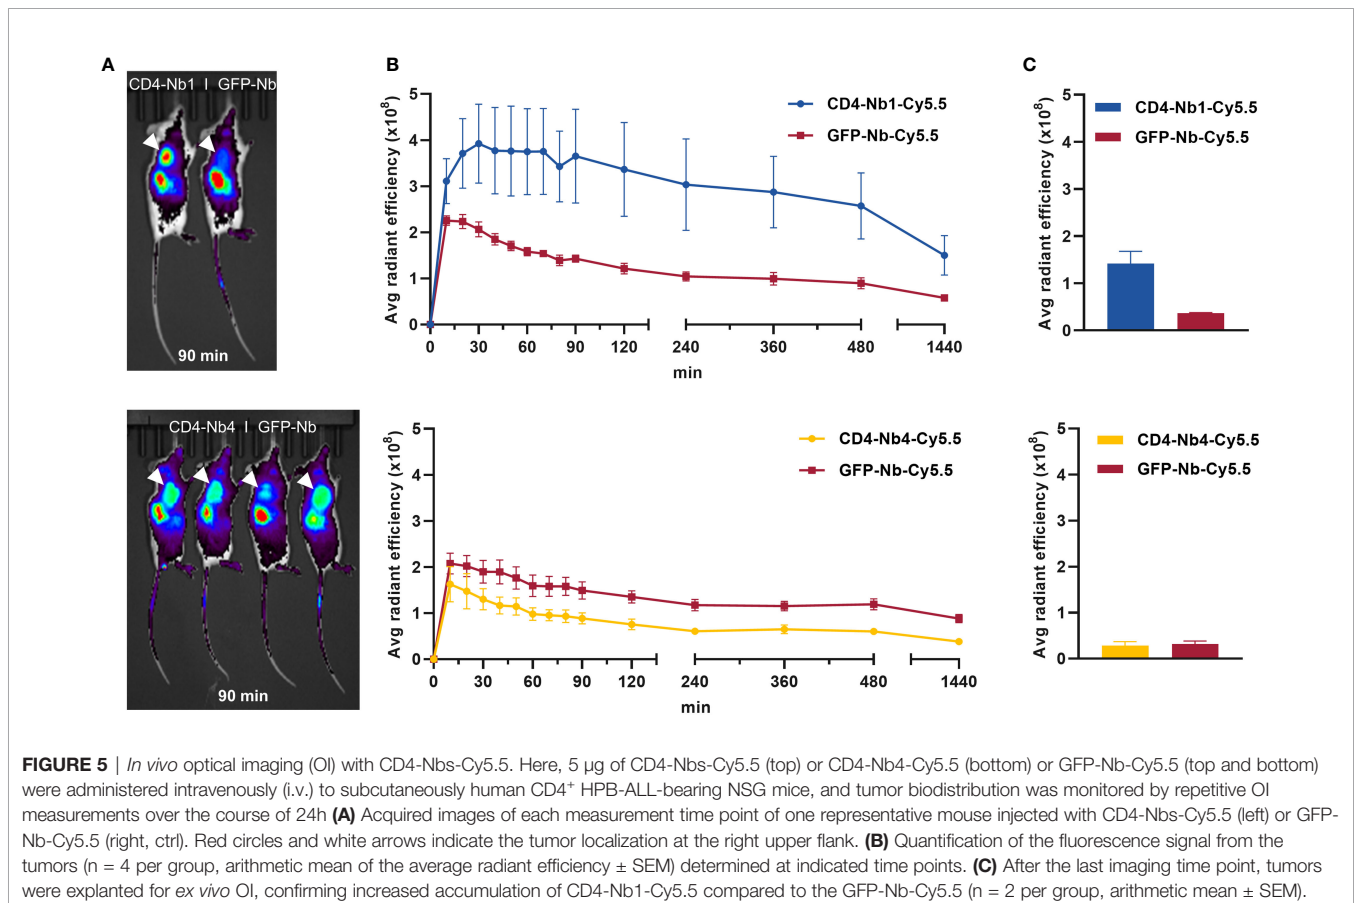 A
CD4-Nb1 I GFP-Nb
90 min
B
Avg radiant efficiency (x10⁸)
5
4
3
2
1
0
CD4-Nb1-Cy5.5
GFP-Nb-Cy5.5
0 30 60 90 120 240 360 480 1440
min
C
Avg radiant efficiency (x10⁸)
5
4
3
2
1
0
CD4-Nb1-Cy5.5
GFP-Nb-Cy5.5
CD4-Nb4 I GFP-Nb
90 min
Avg radiant efficiency (x10⁸)
5
4
3
2
1
0
CD4-Nb4-Cy5.5
GFP-Nb-Cy5.5
0 30 60 90 120 240 360 480 1440
min
Avg radiant efficiency (x10⁸)
5
4
3
2
1
0
CD4-Nb4-Cy5.5
GFP-Nb-Cy5.5
FIGURE 5 | In vivo optical imaging (OI) with CD4-Nbs-Cy5.5. Here, 5 µg of CD4-Nbs-Cy5.5 (top) or CD4-Nb4-Cy5.5 (bottom) or GFP-Nb-Cy5.5 (top and bottom)
were administered intravenously (i.v.) to subcutaneously human CD4⁺ HPB-ALL-bearing NSG mice, and tumor biodistribution was monitored by repetitive OI
measurements over the course of 24h (A) Acquired images of each measurement time point of one representative mouse injected with CD4-Nbs-Cy5.5 (left) or GFP-
Nb-Cy5.5 (right, ctrl). Red circles and white arrows indicate the tumor localization at the right upper flank. (B) Quantification of the fluorescence signal from the
tumors (n = 4 per group, arithmetic mean of the average radiant efficiency ± SEM) determined at indicated time points. (C) After the last imaging time point, tumors
were explanted for ex vivo OI, confirming increased accumulation of CD4-Nb1-Cy5.5 compared to the GFP-Nb-Cy5.5 (n = 2 per group, arithmetic mean ± SEM).